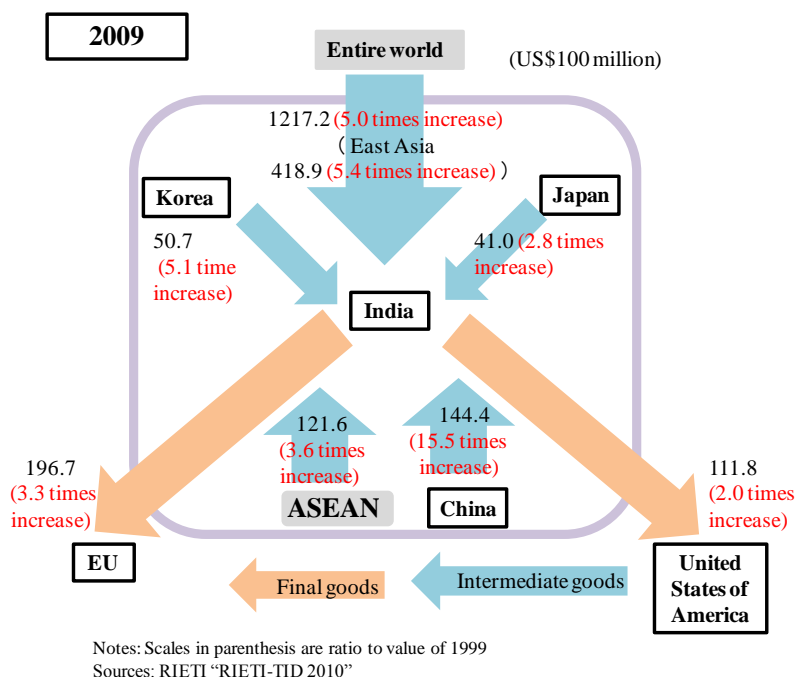 2009
Entire world
(US$100 million)
1217.2 (5.0 times increase)
( East Asia
418.9 (5.4 times increase) )
Korea
Japan
50.7
(5.1 time
increase)
41.0 (2.8 times
increase)
India
121.6
(3.6 times
increase)
144.4
(15.5 times
increase)
196.7
(3.3 times
increase)
111.8
(2.0 times
increase)
ASEAN
China
EU
United
States of
America
Final goods
Intermediate goods
Notes: Scales in parenthesis are ratio to value of 1999
Sources: RIETI “RIETI-TID 2010”